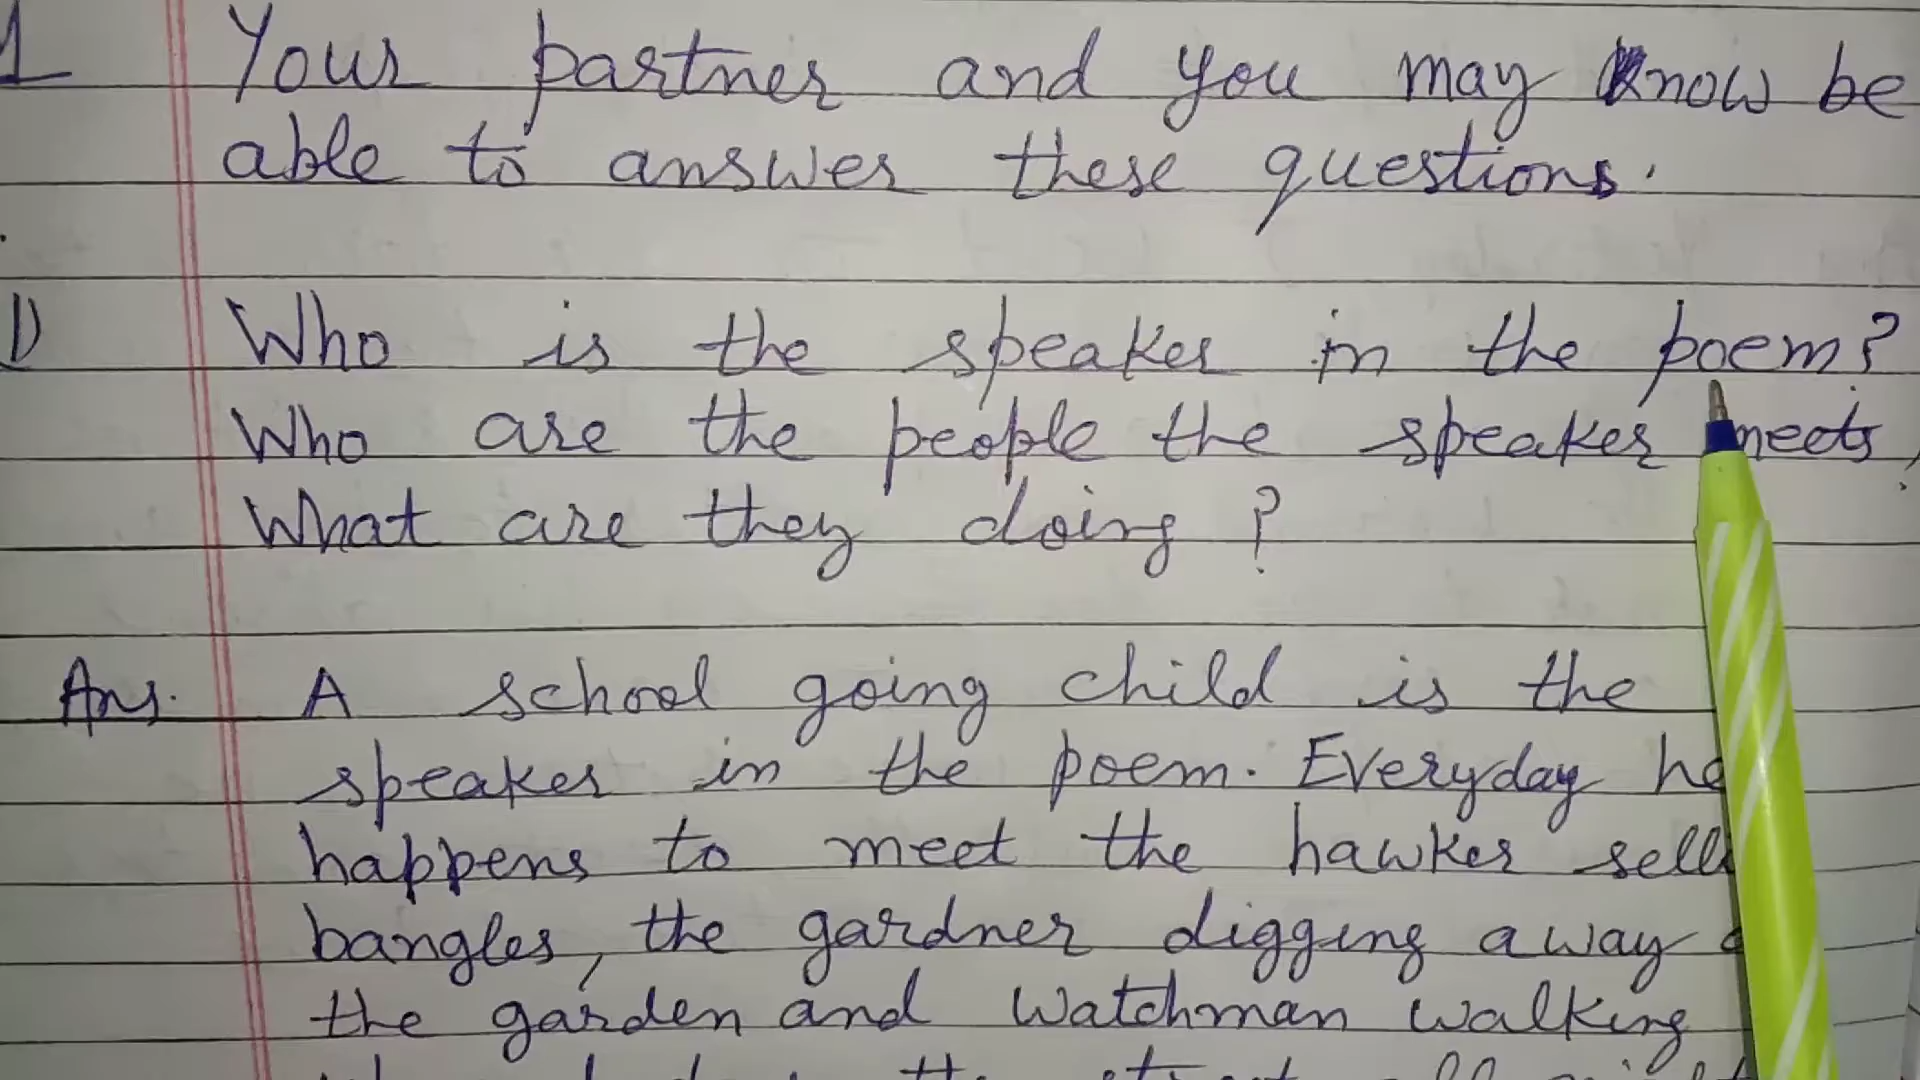 1 Your partner and you may know be
able to answer these questions.
1) Who is the speaker in the poem?
Who are the people the speaker meets,
What are they doing?
Ans. A school going child is the
speaker in the poem. Everyday he
happens to meet the hawker
bangles, the gardner digging away
the garden and watchman walking